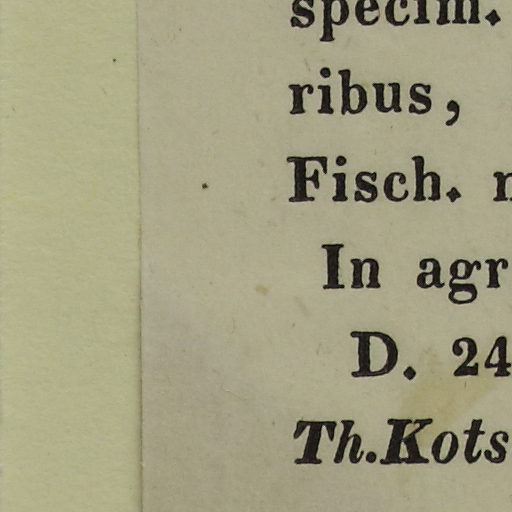 specim.
ribus,
Fisch.
In agr
D. 24
Th.Kots